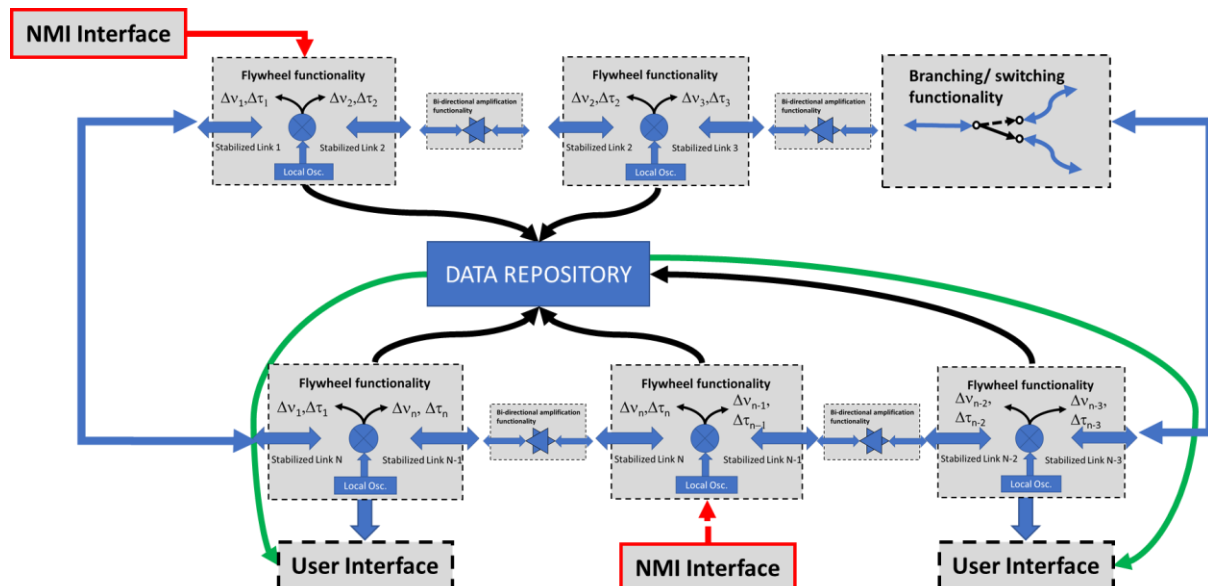 NMI Interface
Flywheel functionality
Δν₁,Δτ₁
Δν₂,Δτ₂
Stabilized Link 1
Stabilized Link 2
Local Osc.
Bi-directional amplification
functionality
Flywheel functionality
Δν₂,Δτ₂
Δν₃,Δτ₃
Stabilized Link 2
Stabilized Link 3
Local Osc.
Bi-directional amplification
functionality
Branching/ switching
functionality
DATA REPOSITORY
Flywheel functionality
Δν₁,Δτ₁
Δνₙ, Δτₙ
Stabilized Link N
Stabilized Link N-1
Local Osc.
Bi-directional amplification
functionality
Flywheel functionality
Δνₙ,Δτₙ
Δνₙ₋₁,
Δτₙ₋₁
Stabilized Link N
Stabilized Link N-1
Local Osc.
Bi-directional amplification
functionality
Flywheel functionality
Δνₙ₋₂,
Δτₙ₋₂
Δνₙ₋₃,
Δτₙ₋₃
Stabilized Link N-2
Stabilized Link N-3
Local Osc.
User Interface
NMI Interface
User Interface